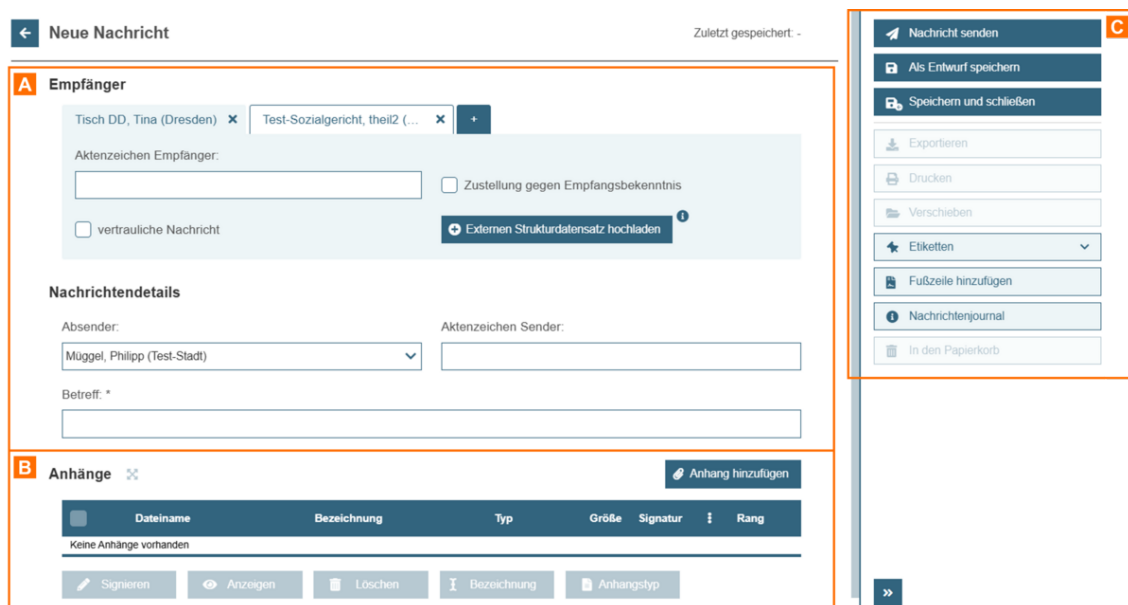 Neue Nachricht
Zuletzt gespeichert: -
A
Empfänger
Tisch DD, Tina (Dresden)
Test-Sozialgericht, theil2 (...
+
Aktenzeichen Empfänger:
Zustellung gegen Empfangsbekenntnis
vertrauliche Nachricht
Externen Strukturdatensatz hochladen
Nachrichtendetails
Absender:
Aktenzeichen Sender:
Müggel, Philipp (Test-Stadt)
Betreff: *
B
Anhänge
Anhang hinzufügen
Dateiname Bezeichnung Typ Größe Signatur Rang
Keine Anhänge vorhanden
Signieren
Anzeigen
Löschen
Bezeichnung
Anhangstyp
C
Nachricht senden
Als Entwurf speichern
Speichern und schließen
Exportieren
Drucken
Verschieben
Etiketten
Fußzeile hinzufügen
Nachrichtenjournal
In den Papierkorb